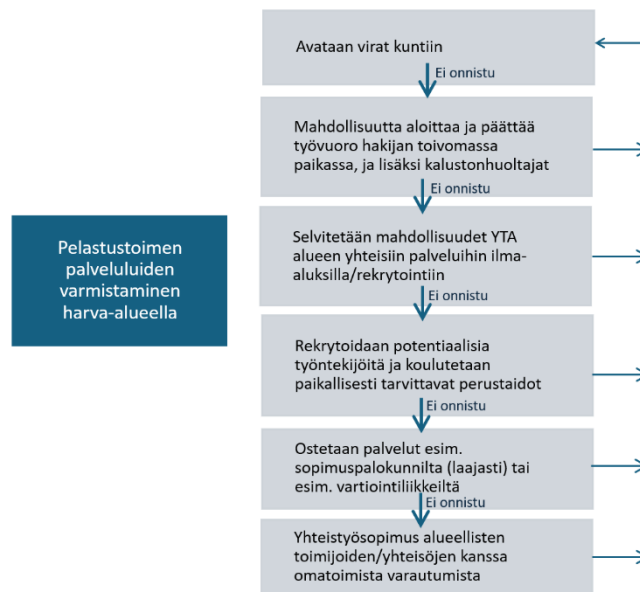 Avataan virat kuntiin
Ei onnistu
Mahdollisuutta aloittaa ja päättää
työvuoro hakijan toivomassa
paikassa, ja lisäksi kalustonhuoltajat
Ei onnistu
Pelastustoimen
palveluluiden
varmistaminen
harva-alueella
Selvitetään mahdollisuudet YTA
alueen yhteisiin palveluihin ilma-
aluksilla/rekrytointiin
Ei onnistu
Rekrytoidaan potentiaalisia
työntekijöitä ja koulutetaan
paikallisesti tarvittavat perustaidot
Ei onnistu
Ostetaan palvelut esim.
sopimuspalokunnilta (laajasti) tai
esim. vartiointiliikkeiltä
Ei onnistu
Yhteistyösopimus alueellisten
toimijoiden/yhteisöjen kanssa
omatoimista varautumista